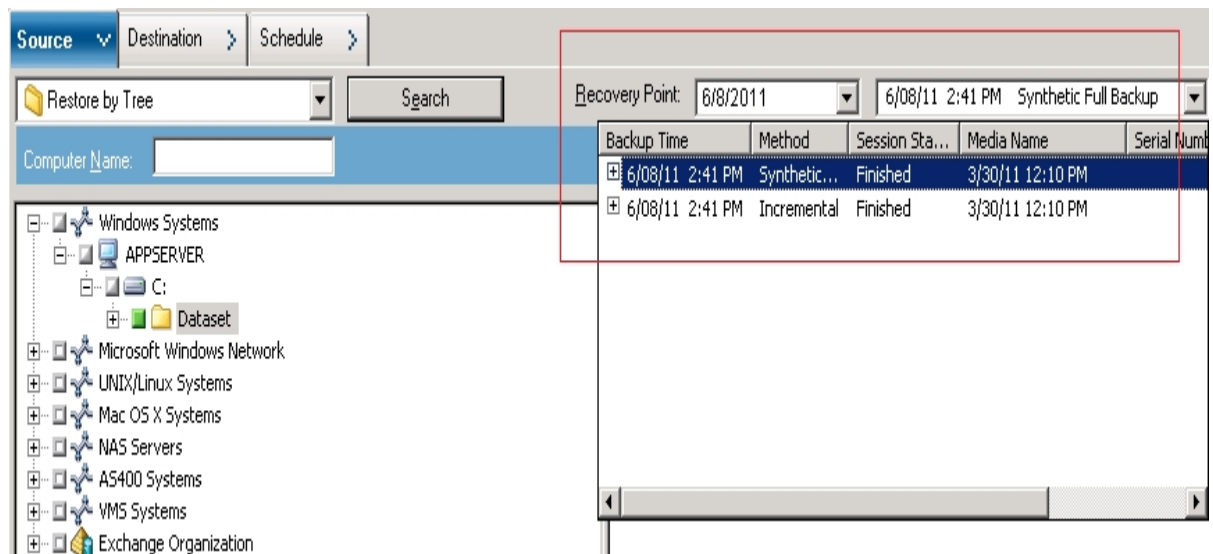 Source Destination Schedule
Restore by Tree Search Recovery Point: 6/8/2011 6/08/11 2:41 PM Synthetic Full Backup
Computer Name:
Backup Time Method Session Sta... Media Name Serial Numb
6/08/11 2:41 PM Synthetic... Finished 3/30/11 12:10 PM
6/08/11 2:41 PM Incremental Finished 3/30/11 12:10 PM
Windows Systems
APPSERVER
C:
Dataset
Microsoft Windows Network
UNIX/Linux Systems
Mac OS X Systems
NAS Servers
AS400 Systems
VMS Systems
Exchange Organization